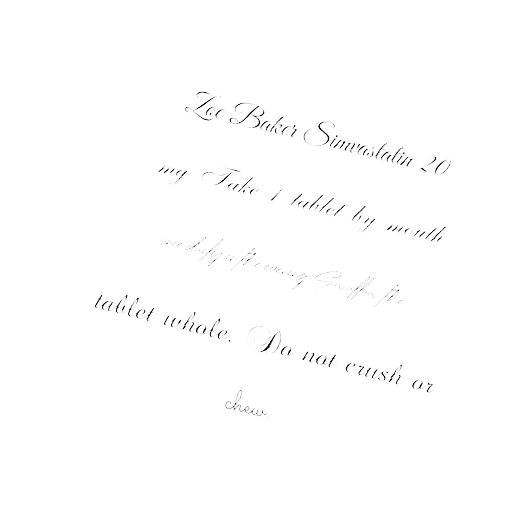 Zoe Baker Simvastatin 20
mg Take 1 tablet by mouth
once daily in the evening Swallow the
tablet whole. Do not crush or
chew.